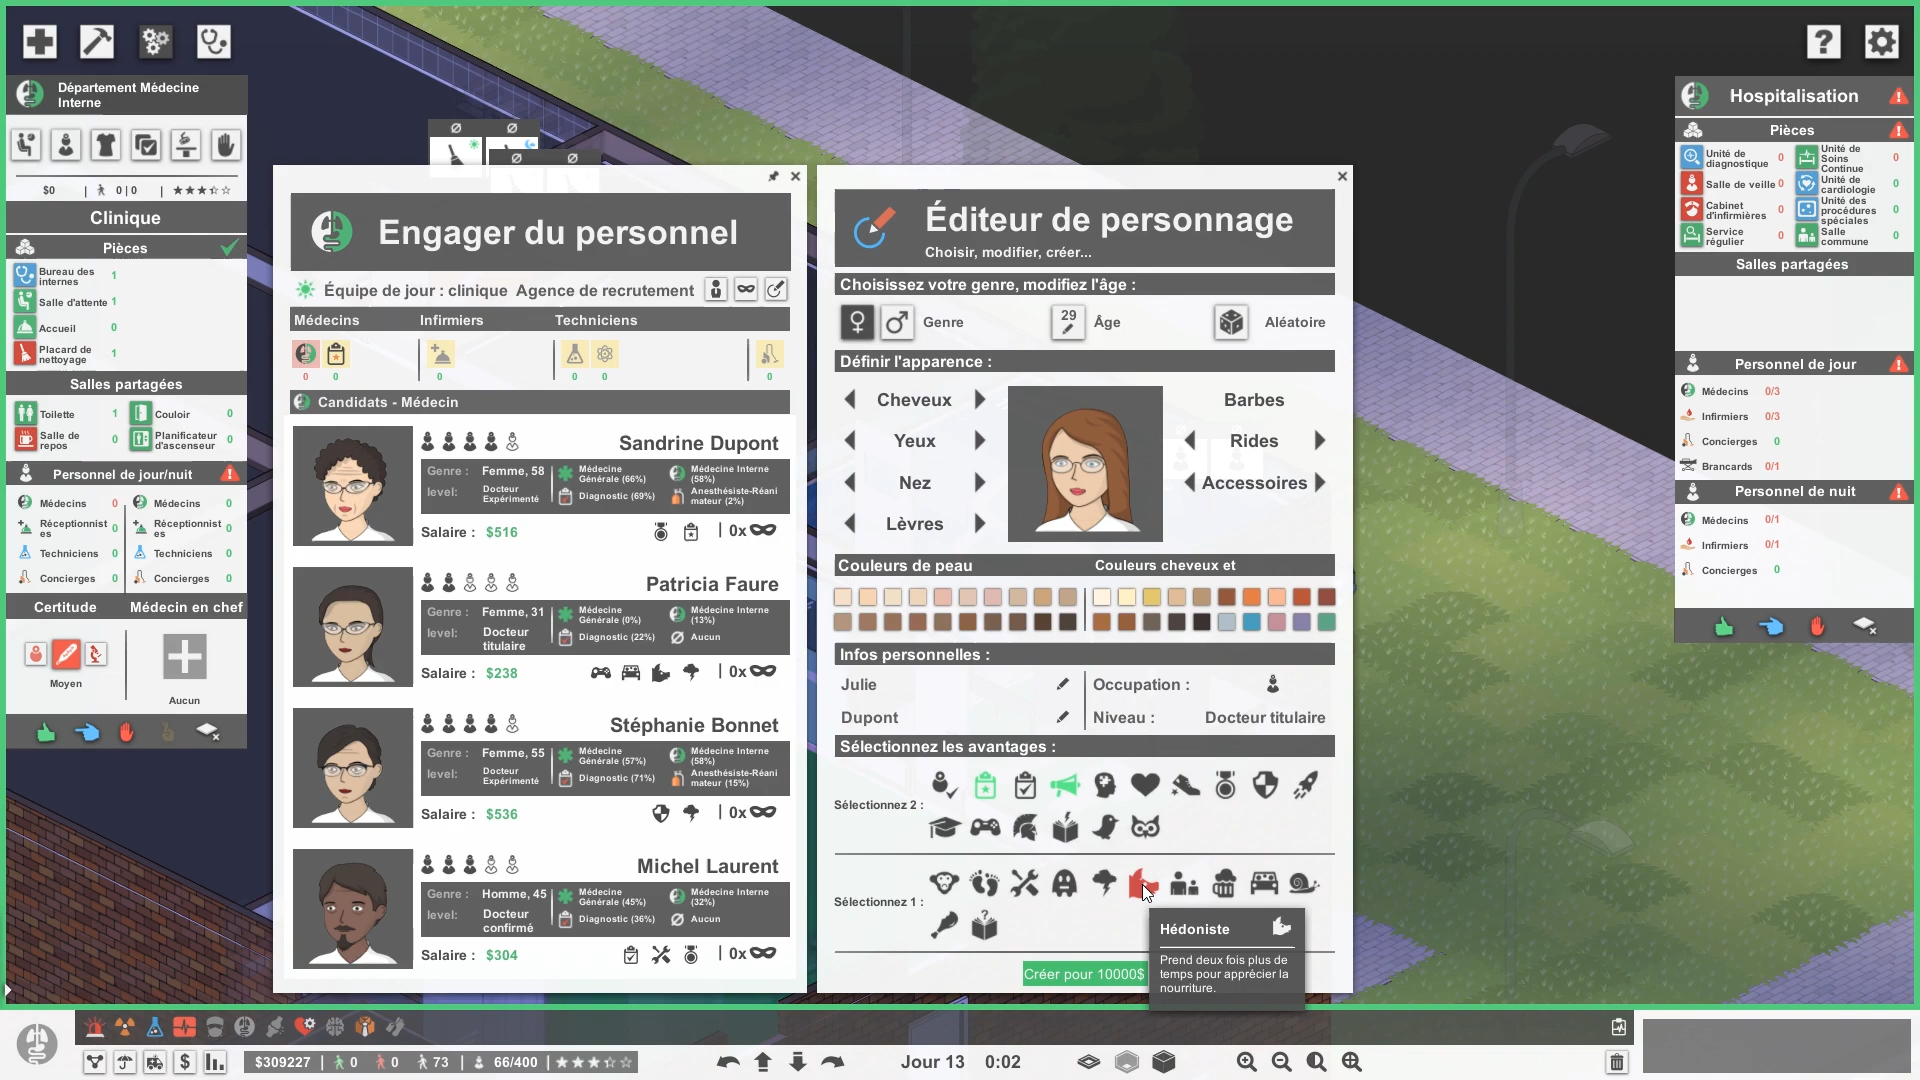 Département Médecine
Interne
$0 | 0|0 |
Clinique
Pièces
Bureau des
internes 1
Salle d'attente 1
Accueil 0
Placard de
nettoyage 1
Salles partagées
Toilette 1
Couloir 0
Salle de
repos 0
Planificateur
d'ascenseur 0
Personnel de jour/nuit
Médecins 0
Médecins 0
Réceptionnist
es 0
Réceptionnist
es 0
Techniciens 0
Techniciens 0
Concierges 0
Concierges 0
Certitude
Médecin en chef
Moyen
Aucun
Engager du personnel
Équipe de jour : clinique Agence de recrutement
Médecins Infirmiers Techniciens
0 0 0 0 0 0
Candidats - Médecin
Sandrine Dupont
Genre : Femme, 58
level: Docteur
Expérimenté
Médecine
Générale (66%)
Diagnostic (69%)
Médecine Interne
(58%)
Anesthésiste-Réani
mateur (2%)
Salaire : $516 | 0x
Patricia Faure
Genre : Femme, 31
level: Docteur
titulaire
Médecine
Générale (0%)
Diagnostic (22%)
Médecine Interne
(13%)
Aucun
Salaire : $238 | 0x
Stéphanie Bonnet
Genre : Femme, 55
level: Docteur
Expérimenté
Médecine
Générale (57%)
Diagnostic (71%)
Médecine Interne
(58%)
Anesthésiste-Réani
mateur (15%)
Salaire : $536 | 0x
Michel Laurent
Genre : Homme, 45
level: Docteur
confirmé
Médecine
Générale (45%)
Diagnostic (36%)
Médecine Interne
(32%)
Aucun
Salaire : $304 | 0x
Éditeur de personnage
Choisir, modifier, créer...
Choisissez votre genre, modifiez l'âge :
Genre
29
Âge
Aléatoire
Définir l'apparence :
Cheveux
Yeux
Nez
Lèvres
Barbes
Rides
Accessoires
Couleurs de peau
Couleurs cheveux et
Infos personnelles :
Julie
Dupont
Occupation :
Niveau : Docteur titulaire
Sélectionnez les avantages :
Sélectionnez 2 :
Sélectionnez 1 :
Créer pour 10000$
Hédoniste
Prend deux fois plus de
temps pour apprécier la
nourriture.
?
Hospitalisation
Pièces
Unité de
diagnostique 0
Unité de
Soins
Continue 0
Salle de veille 0
Unité de
cardiologie 0
Cabinet
d'infirmières 0
Unité des
procédures
spéciales 0
Service
régulier 0
Salle
commune 0
Salles partagées
Personnel de jour
Médecins 0/3
Infirmiers 0/3
Concierges 0
Brancards 0/1
Personnel de nuit
Médecins 0/1
Infirmiers 0/1
Concierges 0
$309227 | 0 0 73 | 66/400 |
Jour 13 0:02